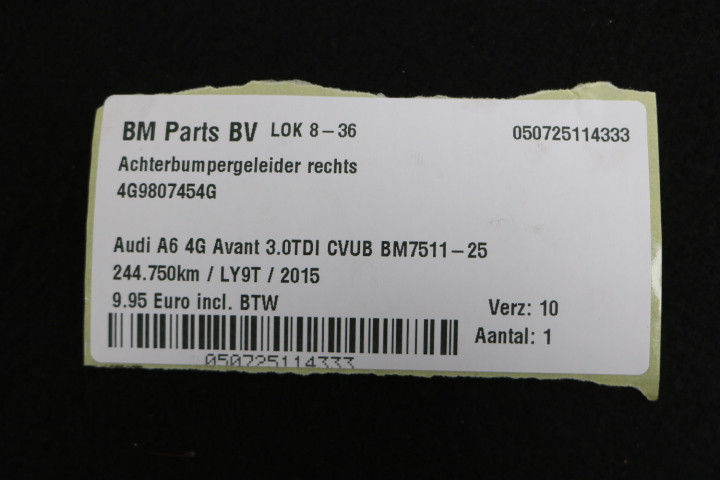 BM Parts BV LOK 8-36 050725114333
Achterbumpergeleider rechts
4G9807454G
Audi A6 4G Avant 3.0TDI CVUB BM7511-25
244.750km / LY9T / 2015
9.95 Euro incl. BTW
Verz: 10
Aantal: 1
050725114333